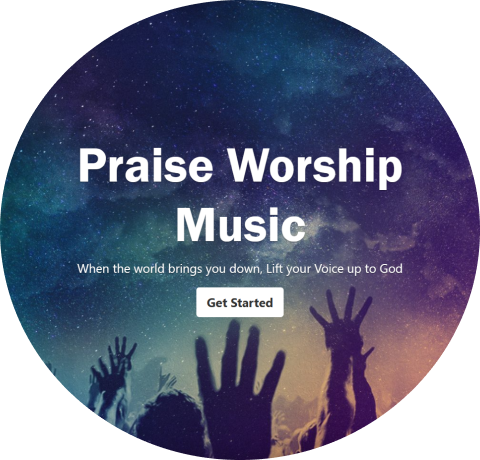 Praise Worship
Music
When the world brings you down, Lift your Voice up to God
Get Started